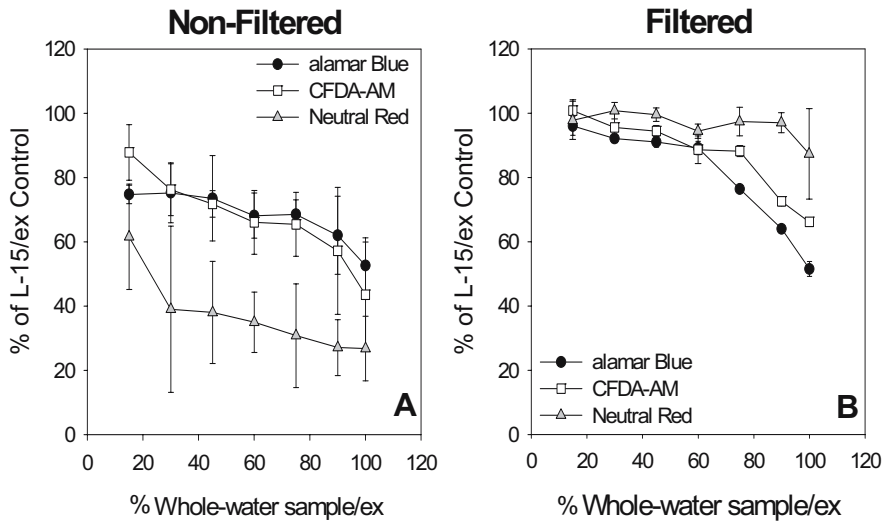 Non-Filtered
120
100
80
60
40
20
0
% of L-15/ex Control
alamar Blue
CFDA-AM
Neutral Red
A
0 20 40 60 80 100 120
% Whole-water sample/ex
Filtered
120
100
80
60
40
20
0
% of L-15/ex Control
alamar Blue
CFDA-AM
Neutral Red
B
0 20 40 60 80 100 120
% Whole-water sample/ex